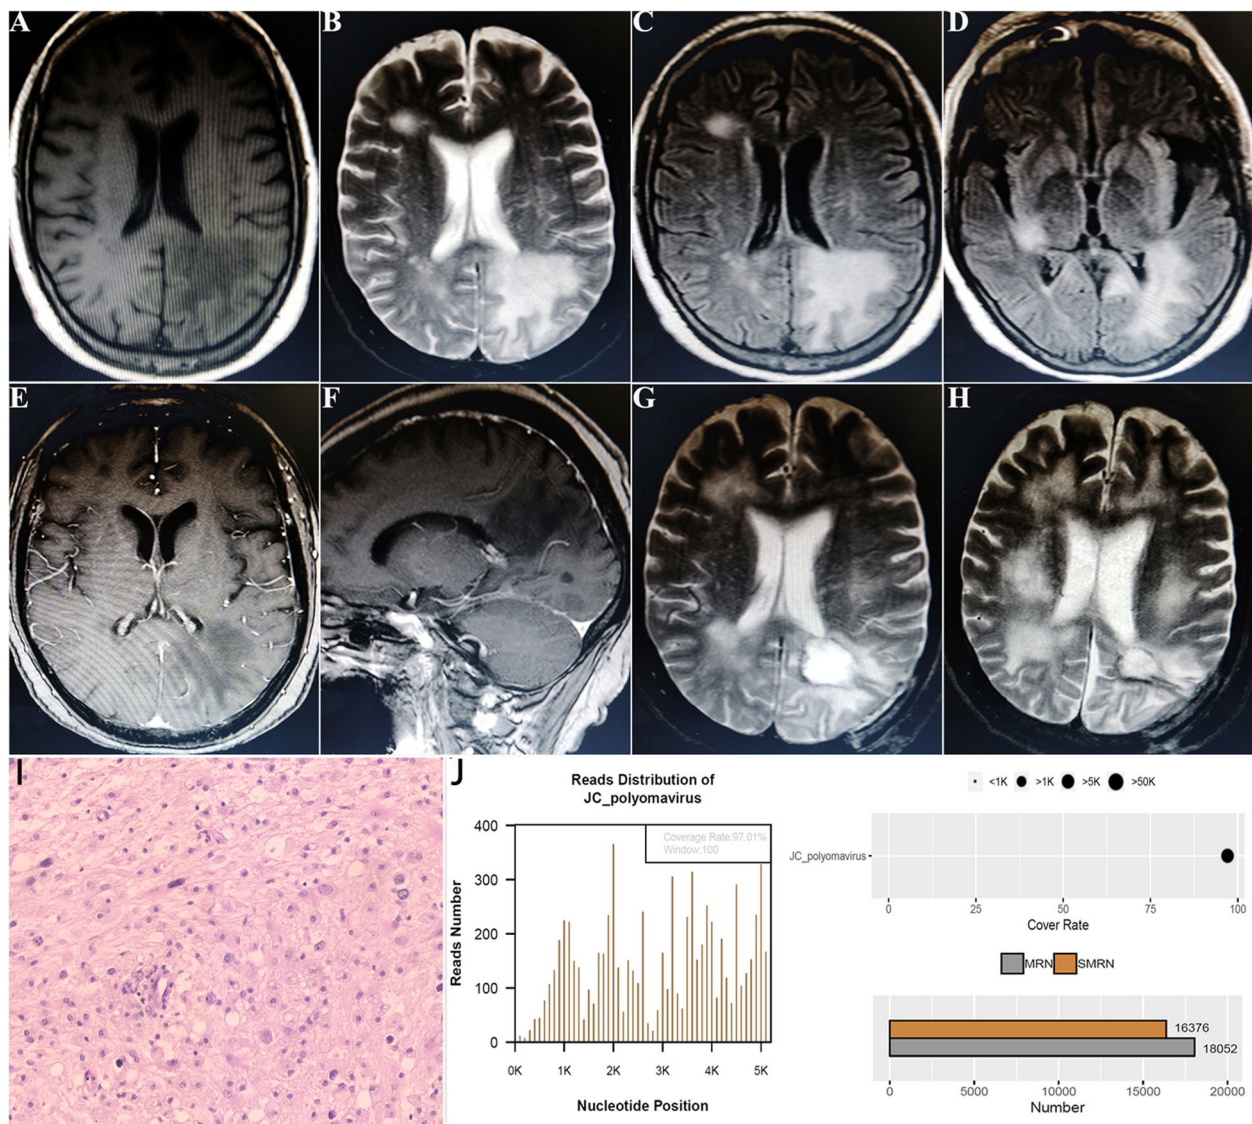 A
B
C
D
E
F
G
H
I
J
Reads Distribution of
JC_polyomavirus
Coverage Rate:97.01%
Window:100
400
300
200
100
0
Reads Number
0K 1K 2K 3K 4K 5K
Nucleotide Position
<1K >1K >5K >50K
JC_polyomavirus
0 25 50 75 100
Cover Rate
MRN SMRN
16376
18052
0 5000 10000 15000 20000
Number